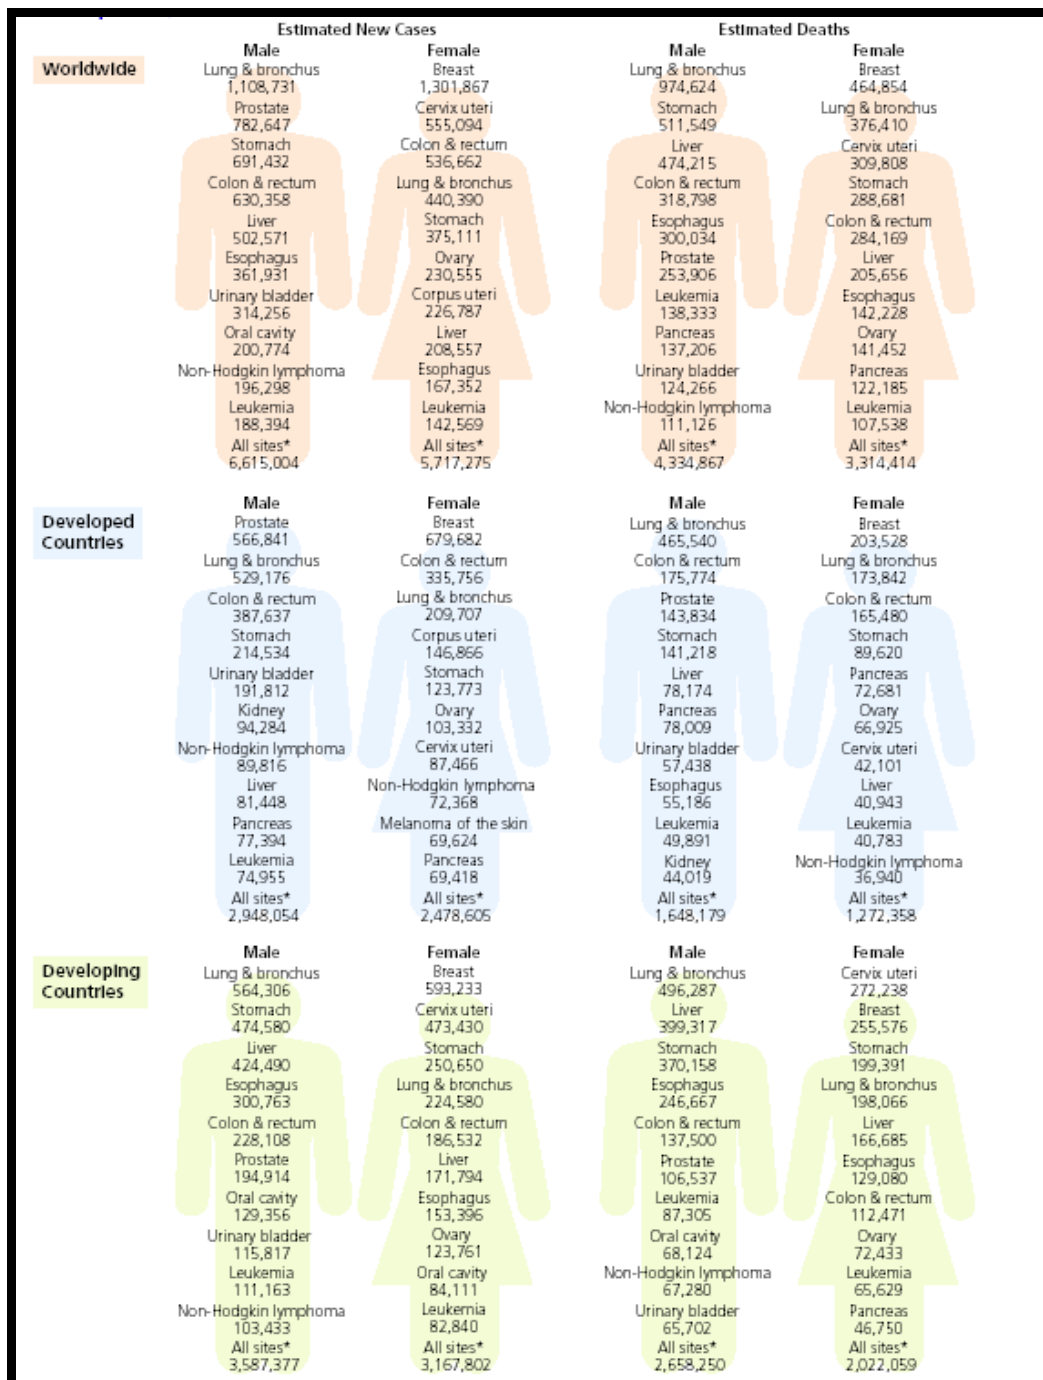 Estimated New Cases Estimated Deaths
Male Female Male Female
Worldwide
Lung & bronchus Breast Lung & bronchus Breast
1,108,731 1,301,867 974,624 464,854
Prostate Cervix uteri Stomach Lung & bronchus
782,647 555,094 511,549 376,410
Stomach Colon & rectum Liver Cervix uteri
691,432 536,662 474,215 309,808
Colon & rectum Lung & bronchus Colon & rectum Stomach
630,358 440,390 318,798 288,681
Liver Stomach Esophagus Colon & rectum
502,571 375,111 300,034 284,169
Esophagus Ovary Prostate Liver
361,931 230,555 253,906 205,656
Urinary bladder Corpus uteri Leukemia Esophagus
314,256 226,787 138,333 142,228
Oral cavity Liver Pancreas Ovary
200,774 208,557 137,206 141,452
Non-Hodgkin lymphoma Esophagus Urinary bladder Pancreas
196,298 167,352 124,266 122,185
Leukemia Leukemia Non-Hodgkin lymphoma Leukemia
188,394 142,569 111,126 107,538
All sites* All sites* All sites* All sites*
6,615,004 5,717,275 4,334,867 3,314,414
Male Female Male Female
Developed
Countries
Prostate Breast Lung & bronchus Breast
566,841 679,682 465,540 203,528
Lung & bronchus Colon & rectum Colon & rectum Lung & bronchus
529,176 335,756 175,774 173,842
Colon & rectum Lung & bronchus Prostate Colon & rectum
387,637 209,707 143,834 165,480
Stomach Corpus uteri Stomach Stomach
214,534 146,866 141,218 89,620
Urinary bladder Stomach Liver Pancreas
191,812 123,773 78,174 72,681
Kidney Ovary Pancreas Ovary
94,284 103,332 78,009 66,925
Non-Hodgkin lymphoma Cervix uteri Urinary bladder Cervix uteri
89,816 87,466 57,438 42,101
Liver Non-Hodgkin lymphoma Esophagus Liver
81,448 72,368 55,186 40,943
Pancreas Melanoma of the skin Leukemia Leukemia
77,394 69,624 49,891 40,783
Leukemia Pancreas Kidney Non-Hodgkin lymphoma
74,955 69,418 44,019 36,940
All sites* All sites* All sites* All sites*
2,948,054 2,478,605 1,648,179 1,272,358
Male Female Male Female
Developing
Countries
Lung & bronchus Breast Lung & bronchus Cervix uteri
564,306 593,233 496,287 272,238
Stomach Cervix uteri Liver Breast
474,580 473,430 399,317 255,576
Liver Stomach Stomach Stomach
424,490 250,650 370,158 199,391
Esophagus Lung & bronchus Esophagus Lung & bronchus
300,763 224,580 246,667 198,066
Colon & rectum Colon & rectum Colon & rectum Liver
228,108 186,532 137,500 166,685
Prostate Liver Prostate Esophagus
194,914 171,794 106,537 129,080
Oral cavity Esophagus Leukemia Colon & rectum
129,356 153,396 87,305 112,471
Urinary bladder Ovary Oral cavity Ovary
115,817 123,761 68,124 72,433
Leukemia Oral cavity Non-Hodgkin lymphoma Leukemia
111,163 84,111 67,280 65,629
Non-Hodgkin lymphoma Leukemia Urinary bladder Pancreas
103,433 82,840 65,702 46,750
All sites* All sites* All sites* All sites*
3,587,377 3,167,802 2,658,250 2,022,059